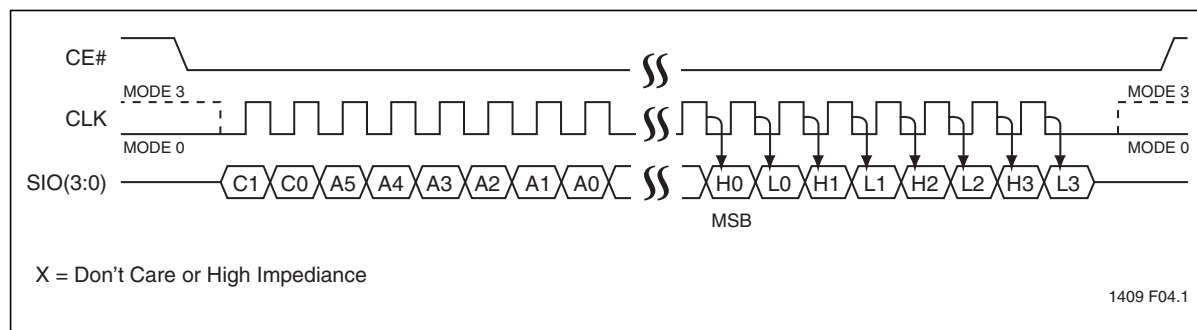 CE#
MODE 3 MODE 3
CLK
MODE 0 MODE 0
SIO(3:0) C1 C0 A5 A4 A3 A2 A1 A0 H0 L0 H1 L1 H2 L2 H3 L3
MSB
X = Don't Care or High Impediance
1409 F04.1